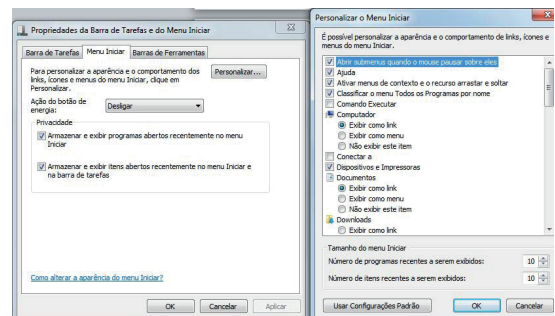 Propriedades da Barra de Tarefas e do Menu Iniciar
Barra de Tarefas
Menu Iniciar
Barras de Ferramentas
Para personalizar a aparência e o comportamento dos
links, ícones e menus do menu Iniciar, clique em
Personalizar.
Personalizar...
Ação do botão de
energia:
Desligar
Privacidade
Armazenar e exibir programas abertos recentemente no menu
Iniciar
Armazenar e exibir itens abertos recentemente no menu Iniciar e
na barra de tarefas
Como alterar a aparência do menu Iniciar?
OK
Cancelar
Aplicar
Personalizar o Menu Iniciar
É possível personalizar a aparência e o comportamento de links, ícones e
menus do menu Iniciar.
Abrir submenus quando o mouse pausar sobre eles
Ajuda
Ativar menus de contexto e o recurso arrastar e soltar
Classificar o menu Todos os Programas por nome
Comando Executar
Computador
Exibir como link
Exibir como menu
Não exibir este item
Conectar a
Dispositivos e Impressoras
Documentos
Exibir como link
Exibir como menu
Não exibir este item
Downloads
Exibir como link
Tamanho do menu Iniciar
Número de programas recentes a serem exibidos: 10
Número de itens recentes a serem exibidos: 10
Usar Configurações Padrão
OK
Cancelar